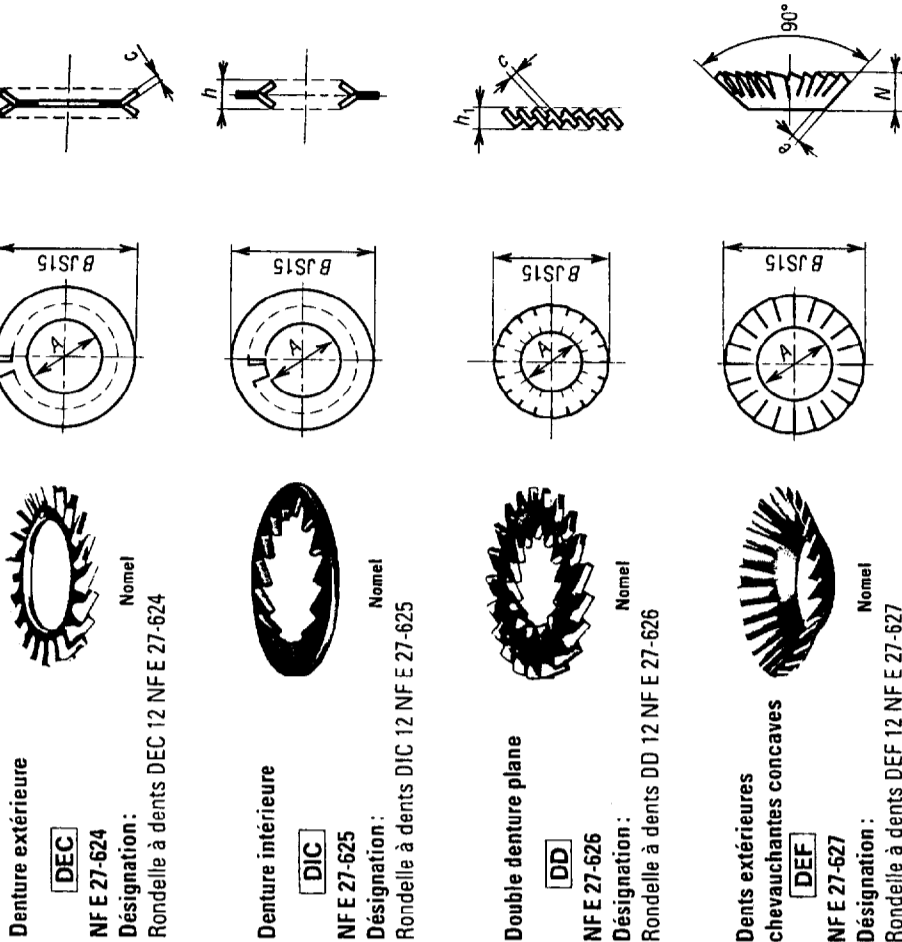 Denture extérieure
DEC
NF E 27-624
Désignation :
Rondelle à dents DEC 12 NF E 27-624
Nomel
A
B JS15
c
Denture intérieure
DIC
NF E 27-625
Désignation :
Rondelle à dents DIC 12 NF E 27-625
Nomel
A
B JS15
h
Double denture plane
DD
NF E 27-626
Désignation :
Rondelle à dents DD 12 NF E 27-626
Nomel
A
B JS15
h1
c
Dents extérieures
chevauchantes concaves
DEF
NF E 27-627
Désignation :
Rondelle à dents DEF 12 NF E 27-627
Nomel
A
B JS15
e
N
90°